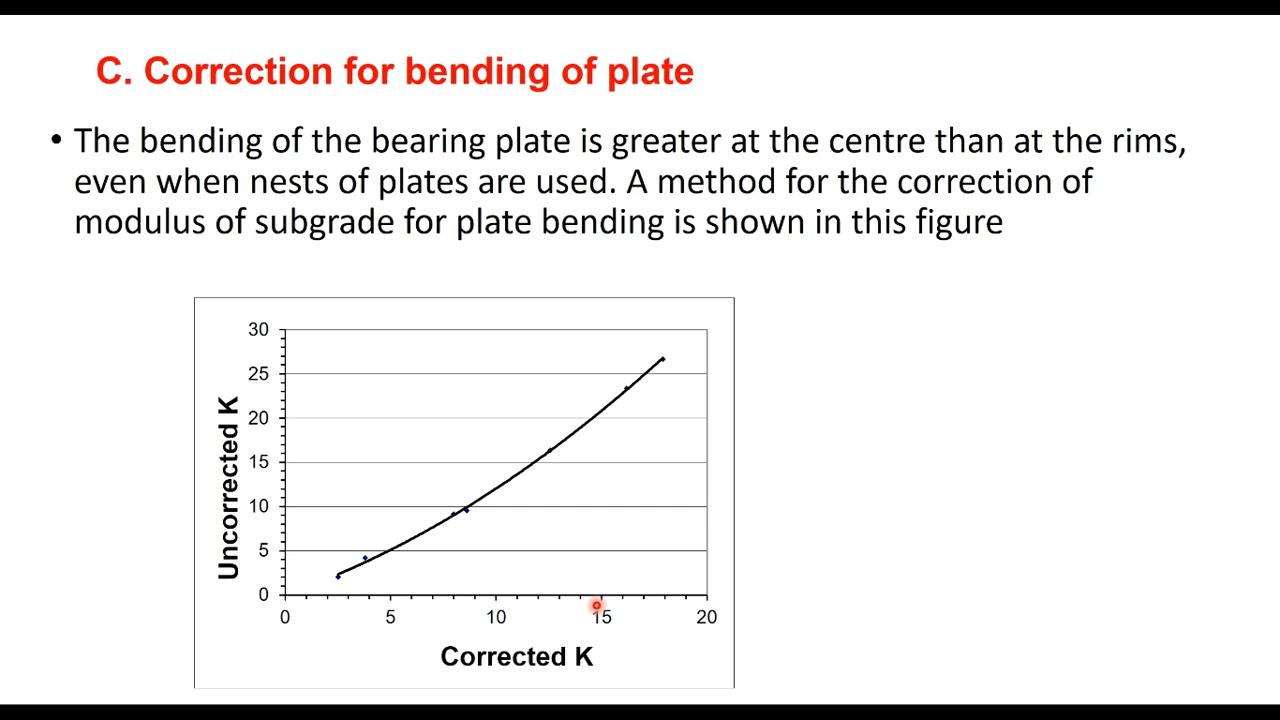 C. Correction for bending of plate
• The bending of the bearing plate is greater at the centre than at the rims,
even when nests of plates are used. A method for the correction of
modulus of subgrade for plate bending is shown in this figure
30
25
20
15
10
5
0
Uncorrected K
0 5 10 15 20
Corrected K